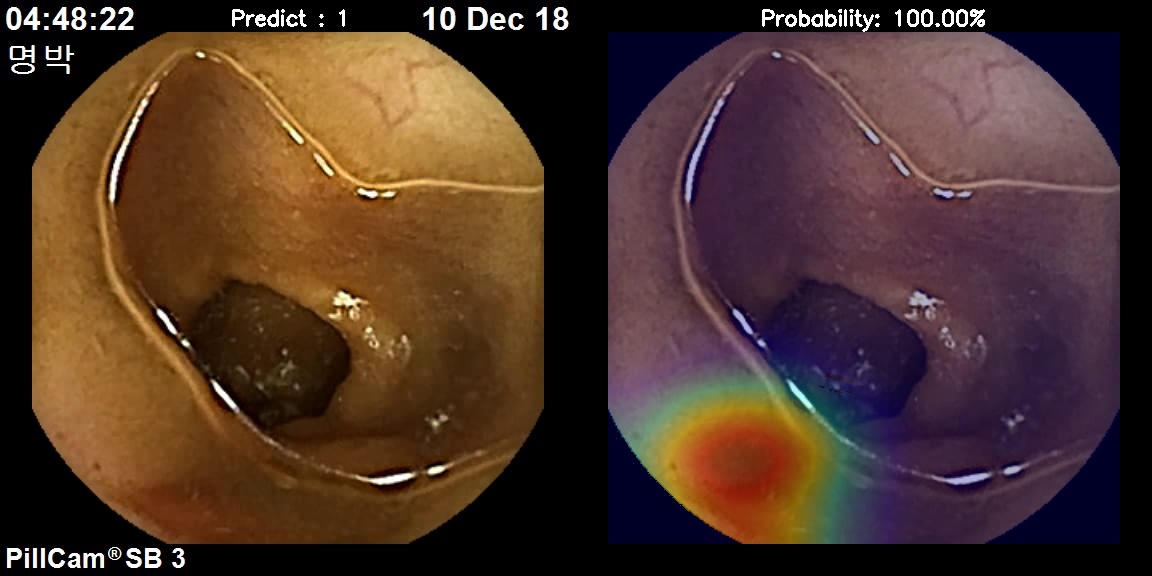 04:48:22
Predict : 1
10 Dec 18
Probability: 100.00%
명박
PillCam® SB 3